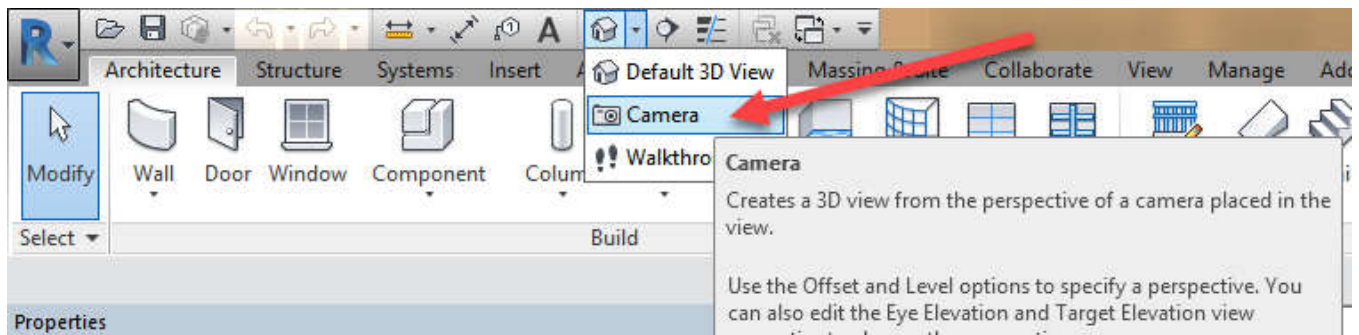 R
1
A
Architecture Structure Systems Insert Default 3D View Massing & Site Collaborate View Manage
Camera
Walkthro
Modify Wall Door Window Component Colum
Camera
Creates a 3D view from the perspective of a camera placed in the
view.
Select Build
Use the Offset and Level options to specify a perspective. You
can also edit the Eye Elevation and Target Elevation view
Properties